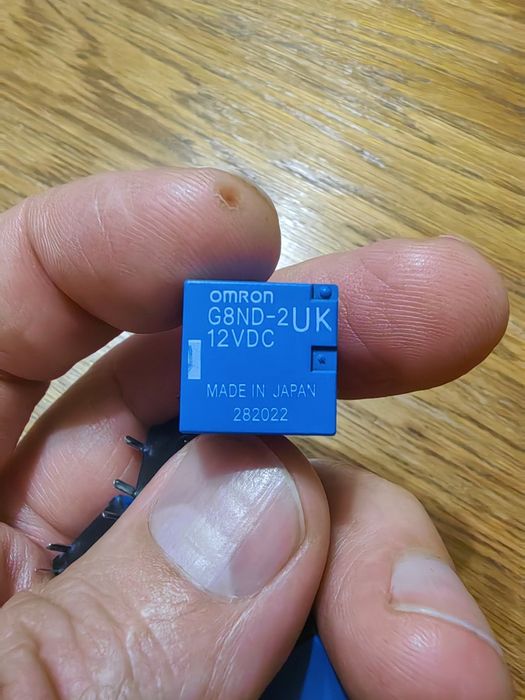 OMRON
G8ND-2UK
12VDC
MADE IN JAPAN
282022